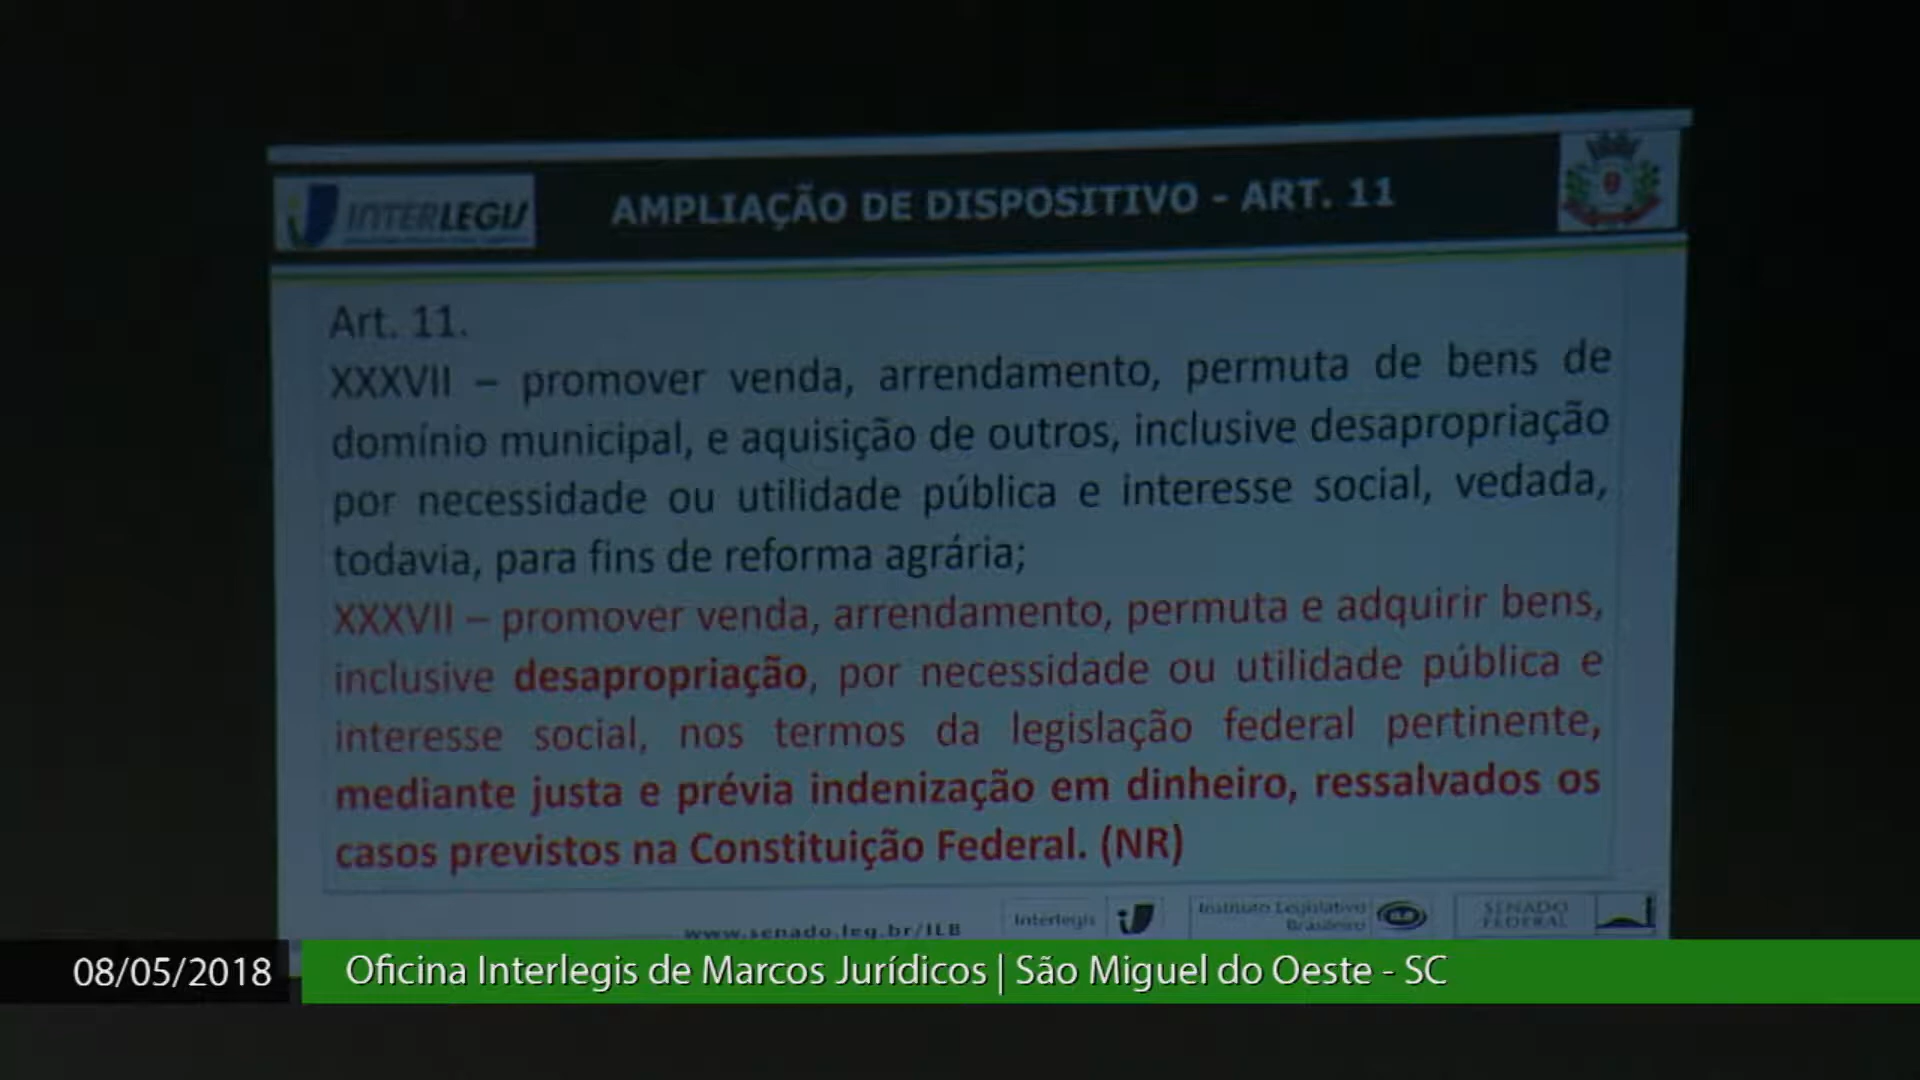 INTERLEGIS
AMPLIAÇÃO DE DISPOSITIVO - ART. 11
Art. 11.
XXXVII – promover venda, arrendamento, permuta de bens de
domínio municipal, e aquisição de outros, inclusive desapropriação
por necessidade ou utilidade pública e interesse social, vedada,
todavia, para fins de reforma agrária;
XXXVII – promover venda, arrendamento, permuta e adquirir bens,
inclusive desapropriação, por necessidade ou utilidade pública e
interesse social, nos termos da legislação federal pertinente,
mediante justa e prévia indenização em dinheiro, ressalvados os
casos previstos na Constituição Federal. (NR)
www.senado.leg.br/ILB
Interlegis
Instituto Legislativo
Brasileiro
SENADO
FEDERAL
08/05/2018
Oficina Interlegis de Marcos Jurídicos | São Miguel do Oeste - SC